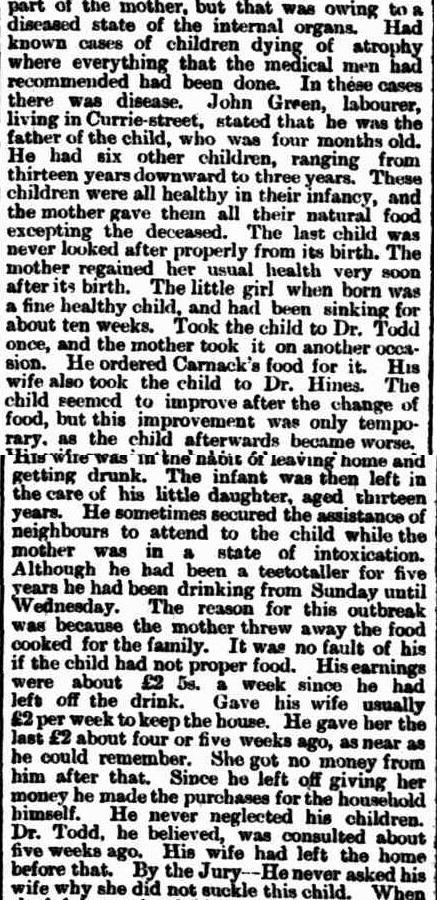 part of the mother, but that was owing to a
diseased state of the internal organs. Had
known cases of children dying of atrophy
where everything that the medical men had
recommended had been done. In these cases
there was disease. John Green, labourer,
living in Currie-street, stated that he was the
father of the child, who was four months old.
He had six other children, ranging from
thirteen years downward to three years. These
children were all healthy in their infancy, and
the mother gave them all their natural food
excepting the deceased. The last child was
never looked after properly from its birth. The
mother regained her usual health very soon
after its birth. The little girl when born was
a fine healthy child, and had been sinking for
about ten weeks. Took the child to Dr. Todd
once, and the mother took it on another occa-
sion. He ordered Carnack's food for it. His
wife also took the child to Dr. Hines. The
child seemed to improve after the change of
food, but this improvement was only tempo-
rary, as the child afterwards became worse.
His wife was in the habit of leaving home and
getting drunk. The infant was then left in
the care of his little daughter, aged thirteen
years. He sometimes secured the assistance of
neighbours to attend to the child while the
mother was in a state of intoxication.
Although he had been a teetotaller for five
years he had been drinking from Sunday until
Wednesday. The reason for this outbreak
was because the mother threw away the food
cooked for the family. It was no fault of his
if the child had not proper food. His earnings
were about £2 5s. a week since he had
left off the drink. Gave his wife usually
£2 per week to keep the house. He gave her the
last £2 about four or five weeks ago, as near as
he could remember. She got no money from
him after that. Since he left off giving her
money he made the purchases for the household
himself. He never neglected his children.
Dr. Todd, he believed, was consulted about
five weeks ago. His wife had left the home
before that. By the Jury—He never asked his
wife why she did not suckle this child. When